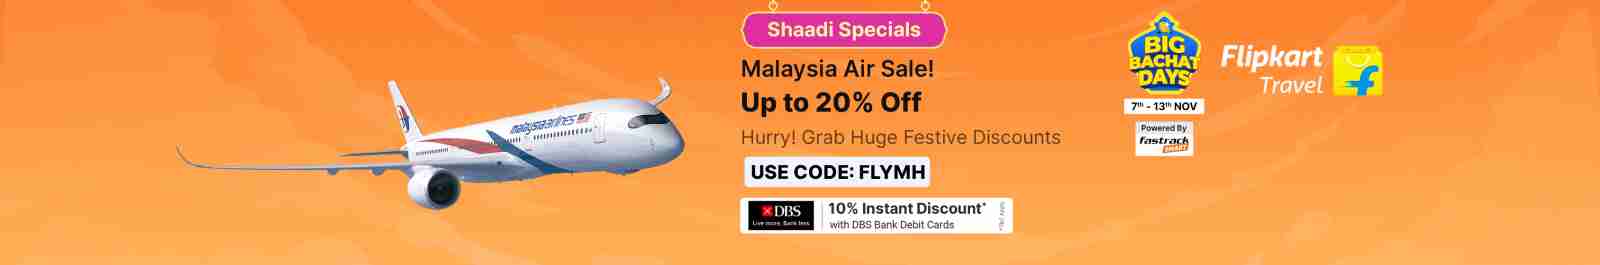 Shaadi Specials
Malaysia Air Sale!
Up to 20% Off
Hurry! Grab Huge Festive Discounts
USE CODE: FLYMH
DBS
Live more, Bank less
10% Instant Discount*
with DBS Bank Debit Cards
*T&C Apply
malaysia airlines
BIG
BACHAT
DAYS
7th - 13th NOV
Powered By
fastrack
SMART
Flipkart
Travel